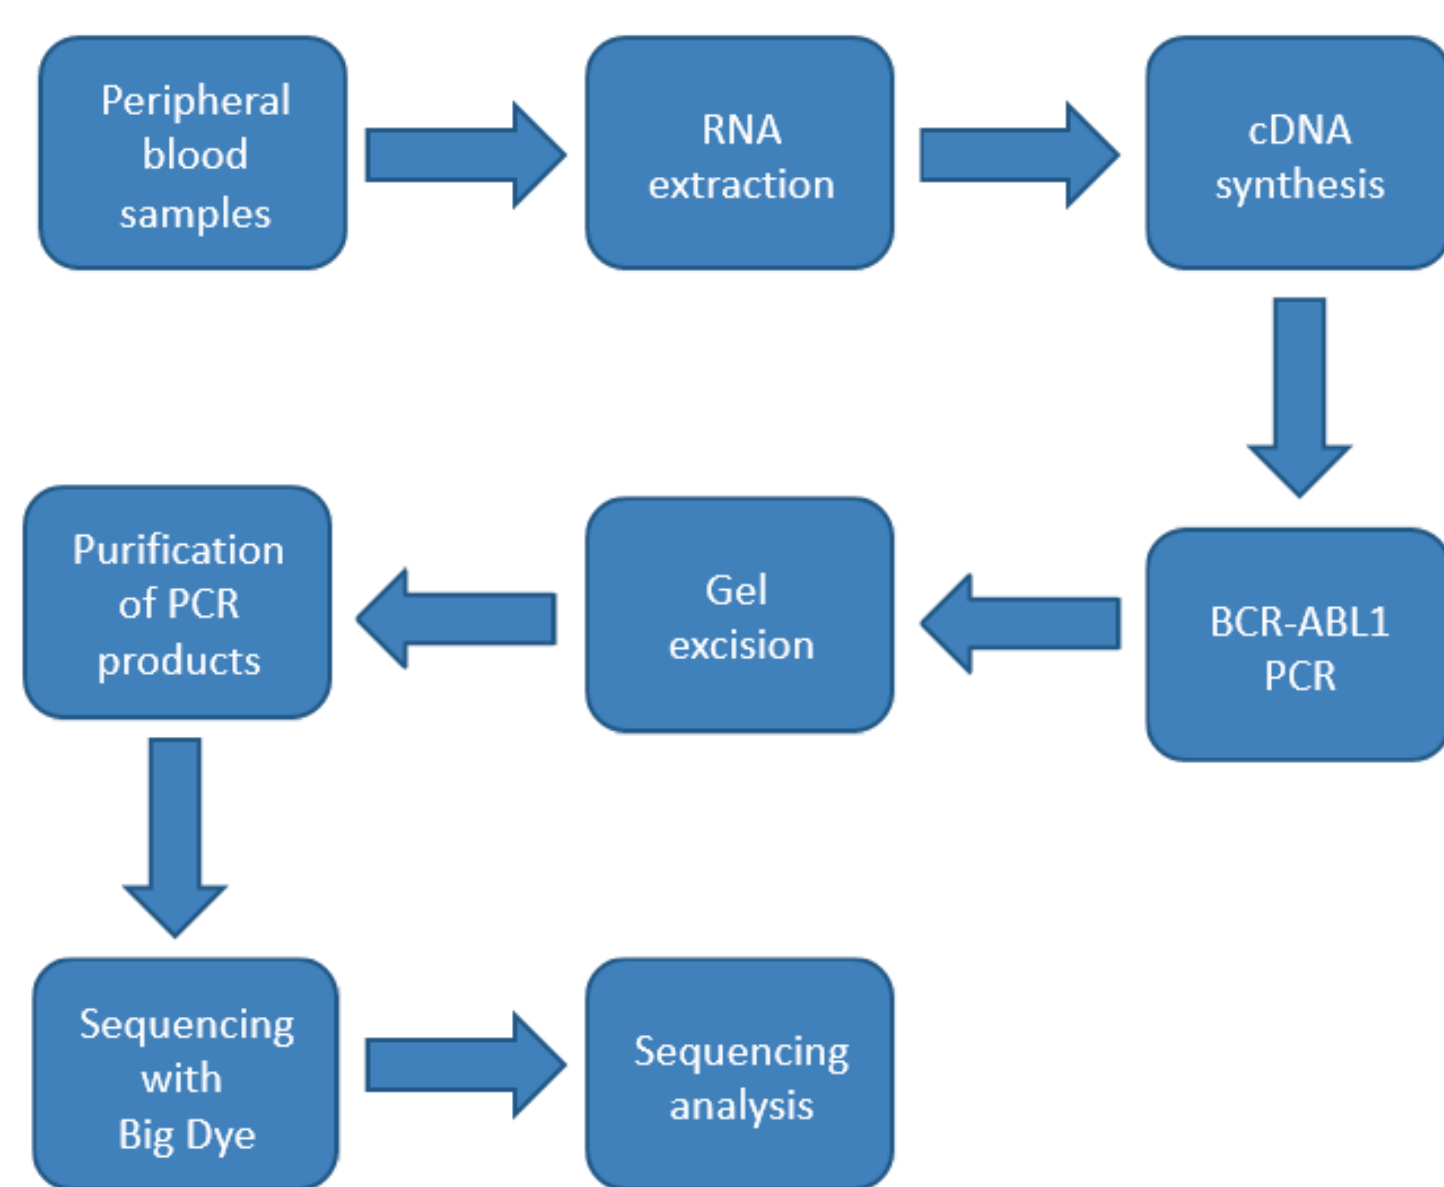 Peripheral
blood
samples
RNA
extraction
cDNA
synthesis
BCR-ABL1
PCR
Gel
excision
Purification
of PCR
products
Sequencing
with
Big Dye
Sequencing
analysis